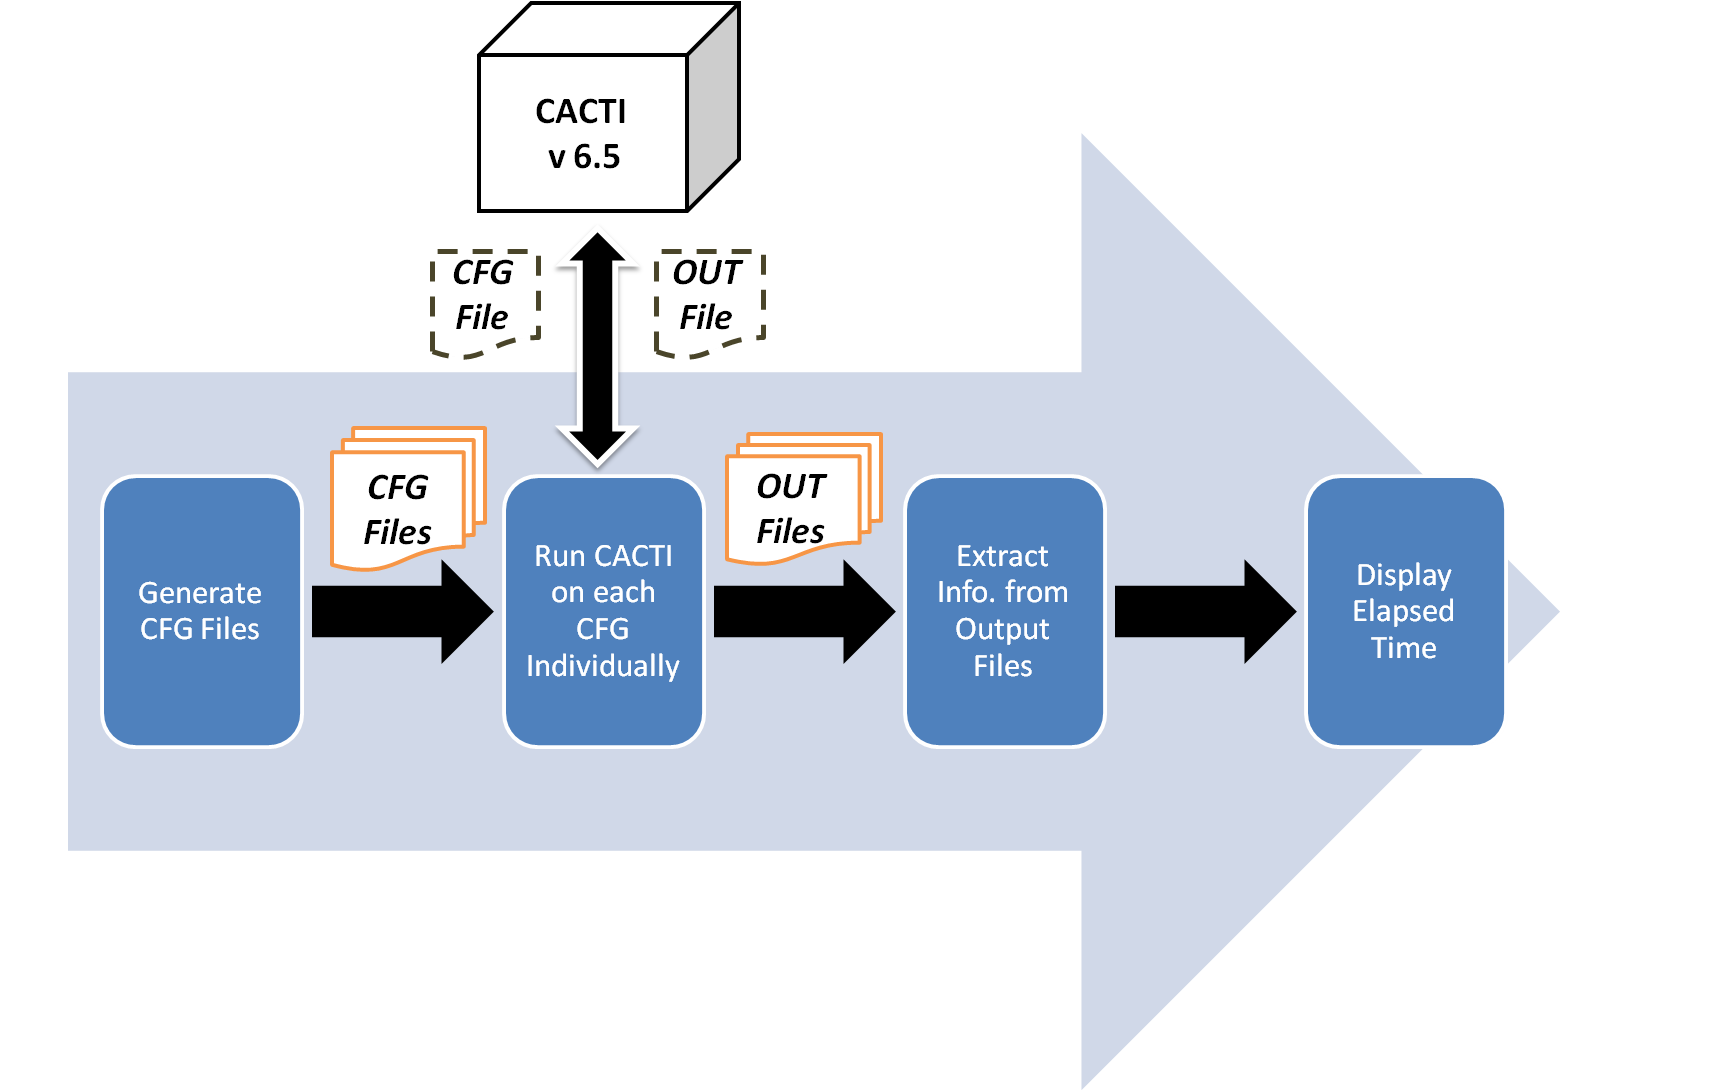 CACTI
v 6.5
CFG
File
OUT
File
CFG
Files
OUT
Files
Generate
CFG Files
Run CACTI
on each
CFG
Individually
Extract
Info. from
Output
Files
Display
Elapsed
Time